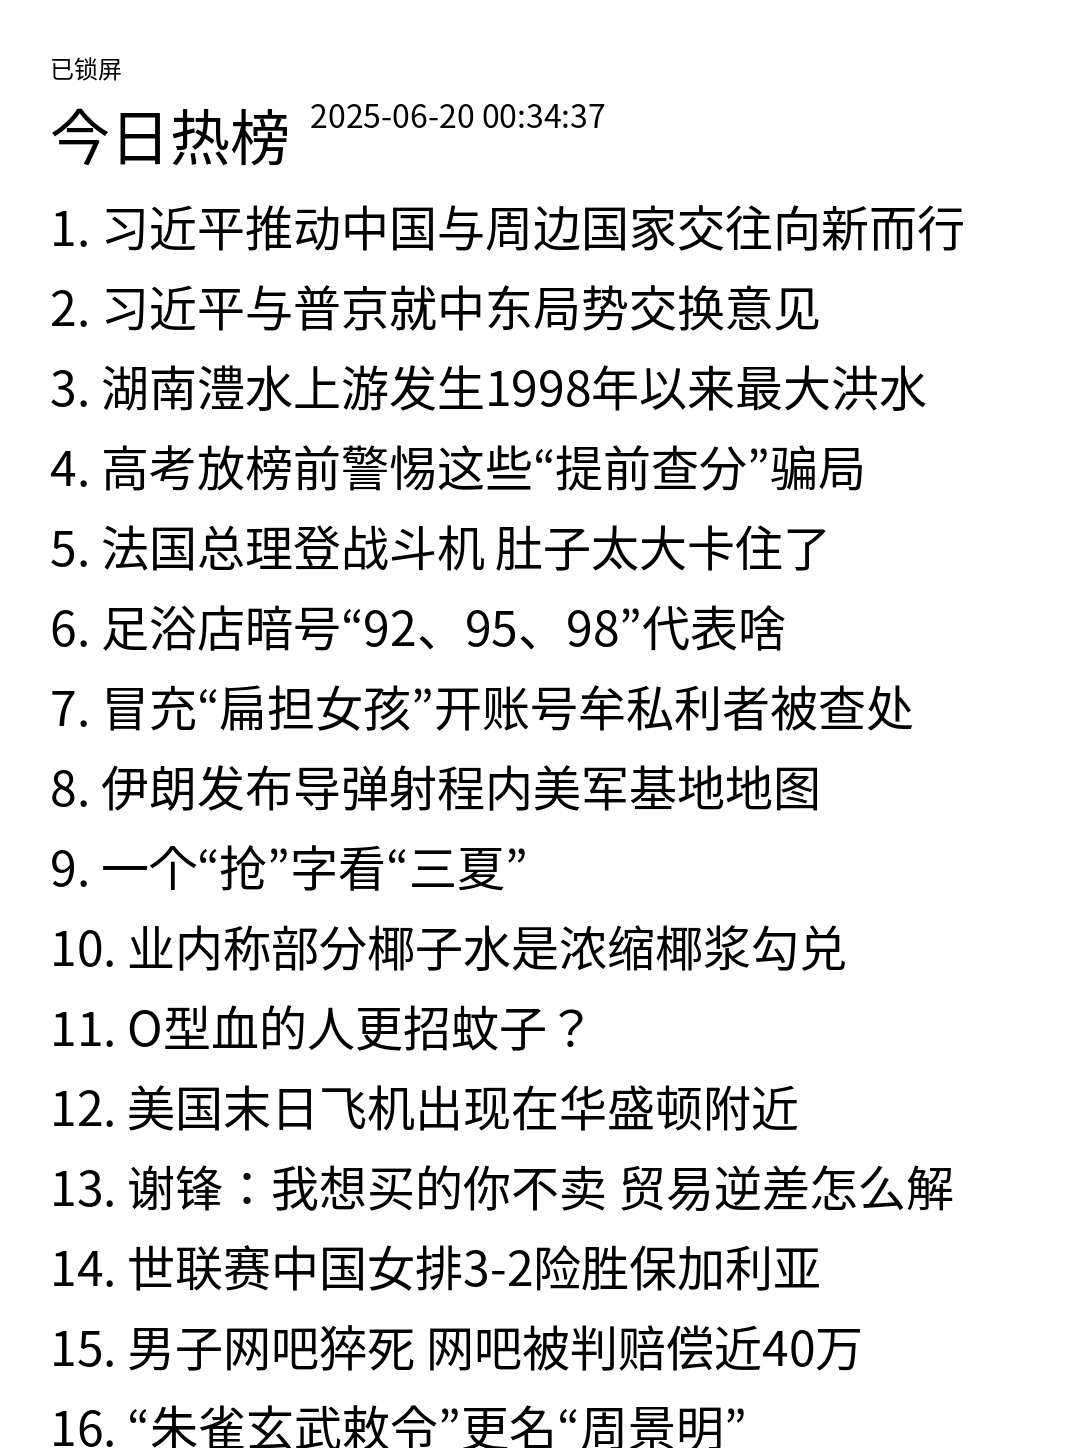 已锁屏
今日热榜 2025-06-20 00:34:37
1. 习近平推动中国与周边国家交往向新而行
2. 习近平与普京就中东局势交换意见
3. 湖南澧水上游发生1998年以来最大洪水
4. 高考放榜前警惕这些“提前查分”骗局
5. 法国总理登战斗机 肚子太大卡住了
6. 足浴店暗号“92、95、98”代表啥
7. 冒充“扁担女孩”开账号牟私利者被查处
8. 伊朗发布导弹射程内美军基地地图
9. 一个“抢”字看“三夏”
10. 业内称部分椰子水是浓缩椰浆勾兑
11. O型血的人更招蚊子？
12. 美国末日飞机出现在华盛顿附近
13. 谢锋：我想买的你不卖 贸易逆差怎么解
14. 世联赛中国女排3-2险胜保加利亚
15. 男子网吧猝死 网吧被判赔偿近40万
16. “朱雀玄武敕令”更名“周景明”